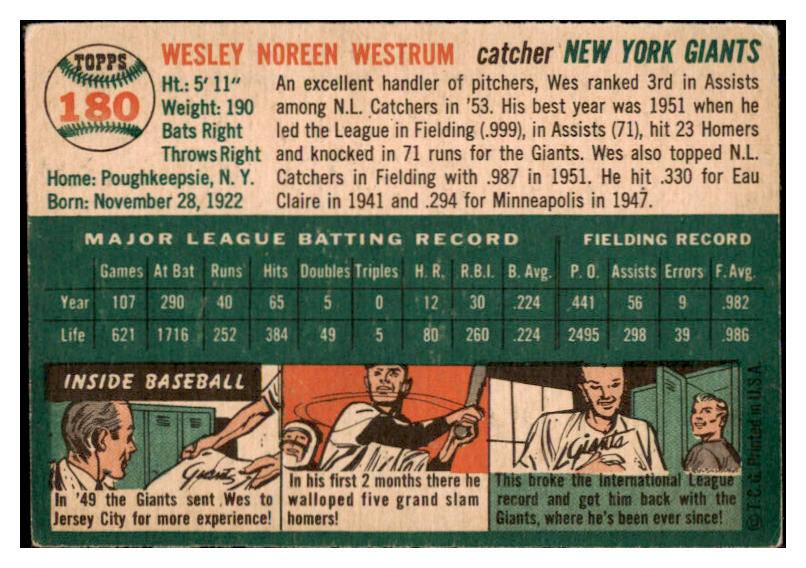 TOPPS
180
WESLEY NOREEN WESTRUM catcher NEW YORK GIANTS
Ht.: 5' 11"
Weight: 190
Bats Right
Throws Right
Home: Poughkeepsie, N. Y.
Born: November 28, 1922
An excellent handler of pitchers, Wes ranked 3rd in Assists
among N.L. Catchers in '53. His best year was 1951 when he
led the League in Fielding (.999), in Assists (71), hit 23 Homers
and knocked in 71 runs for the Giants. Wes also topped N.L.
Catchers in Fielding with .987 in 1951. He hit .330 for Eau
Claire in 1941 and .294 for Minneapolis in 1947.
MAJOR LEAGUE BATTING RECORD FIELDING RECORD
Games At Bat Runs Hits Doubles Triples H. R. R.B.I. B. Avg. P. O. Assists Errors F. Avg.
Year 107 290 40 65 5 0 12 30 .224 441 56 9 .982
Life 621 1716 252 384 49 5 80 260 .224 2495 298 39 .986
INSIDE BASEBALL
Giants
In '49 the Giants sent Wes to
Jersey City for more experience!
In his first 2 months there he
walloped five grand slam
homers!
Giants
This broke the International League
record and got him back with the
Giants, where he's been ever since!
© T.C.G. Printed in U.S.A.